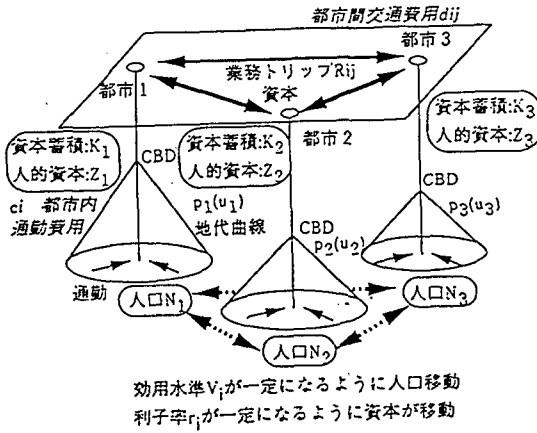 都市間交通費用dij
都市3
業務トリップRij
都市1
資本
都市2
資本蓄積:K1
人的資本:Z1
資本蓄積:K2
人的資本:Z2
資本蓄積:K3
人的資本:Z3
CBD
ci 都市内
通勤費用
p1(u1)
地代曲線
CBD
p2(u2)
CBD
p3(u3)
通勤
人口N1
人口N2
人口N3
効用水準Viが一定になるように人口移動
利子率riが一定になるように資本が移動